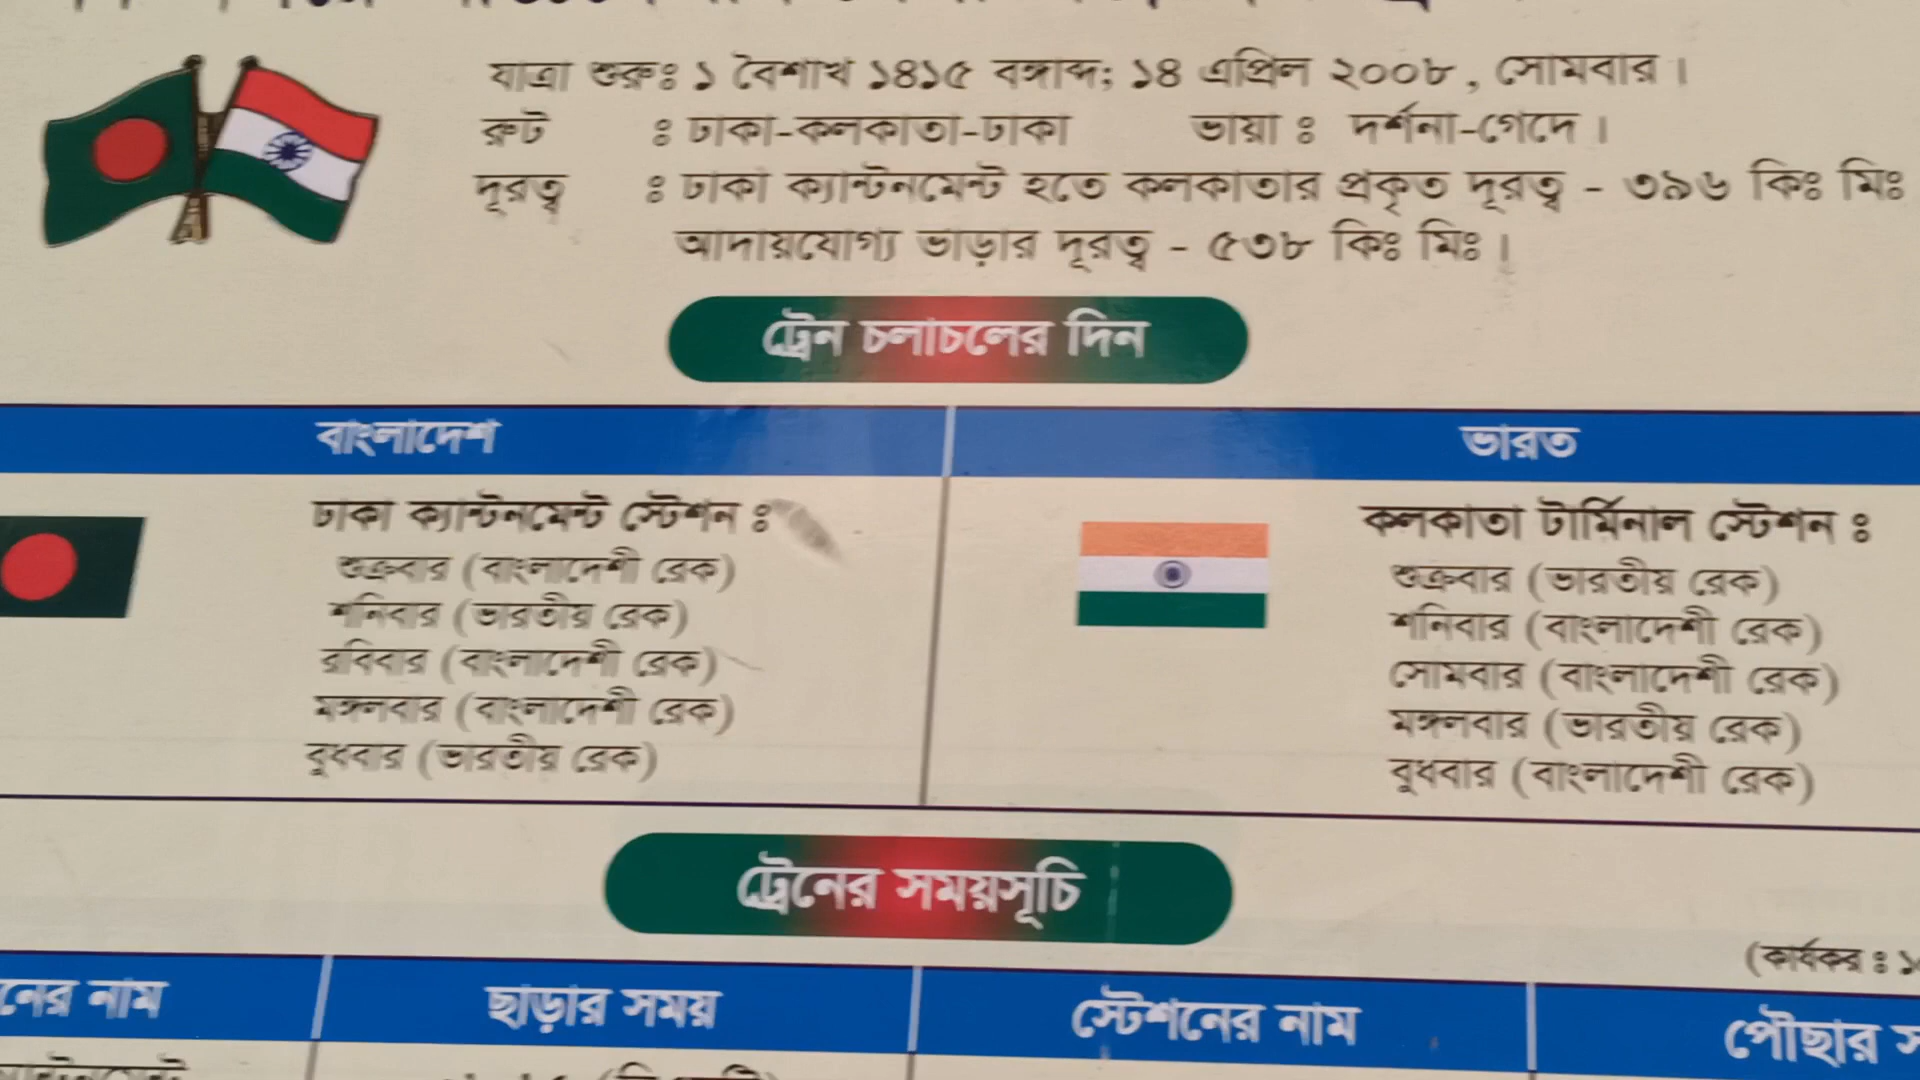 যাত্রা শুরুঃ ১ বৈশাখ ১৪১৫ বঙ্গাব্দ; ১৪ এপ্রিল ২০০৮, সোমবার।
রুট : ঢাকা-কলকাতা-ঢাকা ভায়া : দর্শনা-গেদে।
দূরত্ব : ঢাকা ক্যান্টনমেন্ট হতে কলকাতার প্রকৃত দূরত্ব - ৩৯৬ কিঃ মিঃ
আদায়যোগ্য ভাড়ার দূরত্ব - ৫৩৮ কিঃ মিঃ।
ট্রেন চলাচলের দিন
বাংলাদেশ ভারত
ঢাকা ক্যান্টনমেন্ট স্টেশন :
শুক্রবার (বাংলাদেশী রেক)
শনিবার (ভারতীয় রেক)
রবিবার (বাংলাদেশী রেক)
মঙ্গলবার (বাংলাদেশী রেক)
বুধবার (ভারতীয় রেক)
কলকাতা টার্মিনাল স্টেশন :
শুক্রবার (ভারতীয় রেক)
শনিবার (বাংলাদেশী রেক)
সোমবার (বাংলাদেশী রেক)
মঙ্গলবার (ভারতীয় রেক)
বুধবার (বাংলাদেশী রেক)
ট্রেনের সময়সূচি
(কার্যকর :
নের নাম ছাড়ার সময় স্টেশনের নাম পৌছার স